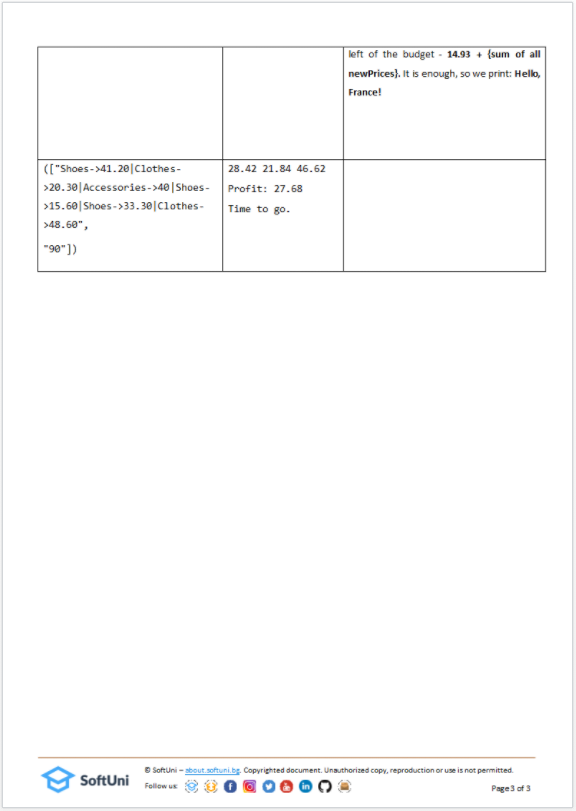 left of the budget - 14.93 + {sum of all
newPrices}. It is enough, so we print: Hello,
France!
(["Shoes->41.20|Clothes-
>20.30|Accessories->40|Shoes-
>15.60|Shoes->33.30|Clothes-
>48.60",
"90"])
28.42 21.84 46.62
Profit: 27.68
Time to go.
SoftUni
© SoftUni – about.softuni.bg. Copyrighted document. Unauthorized copy, reproduction or use is not permitted.
Follow us:
Page 3 of 3